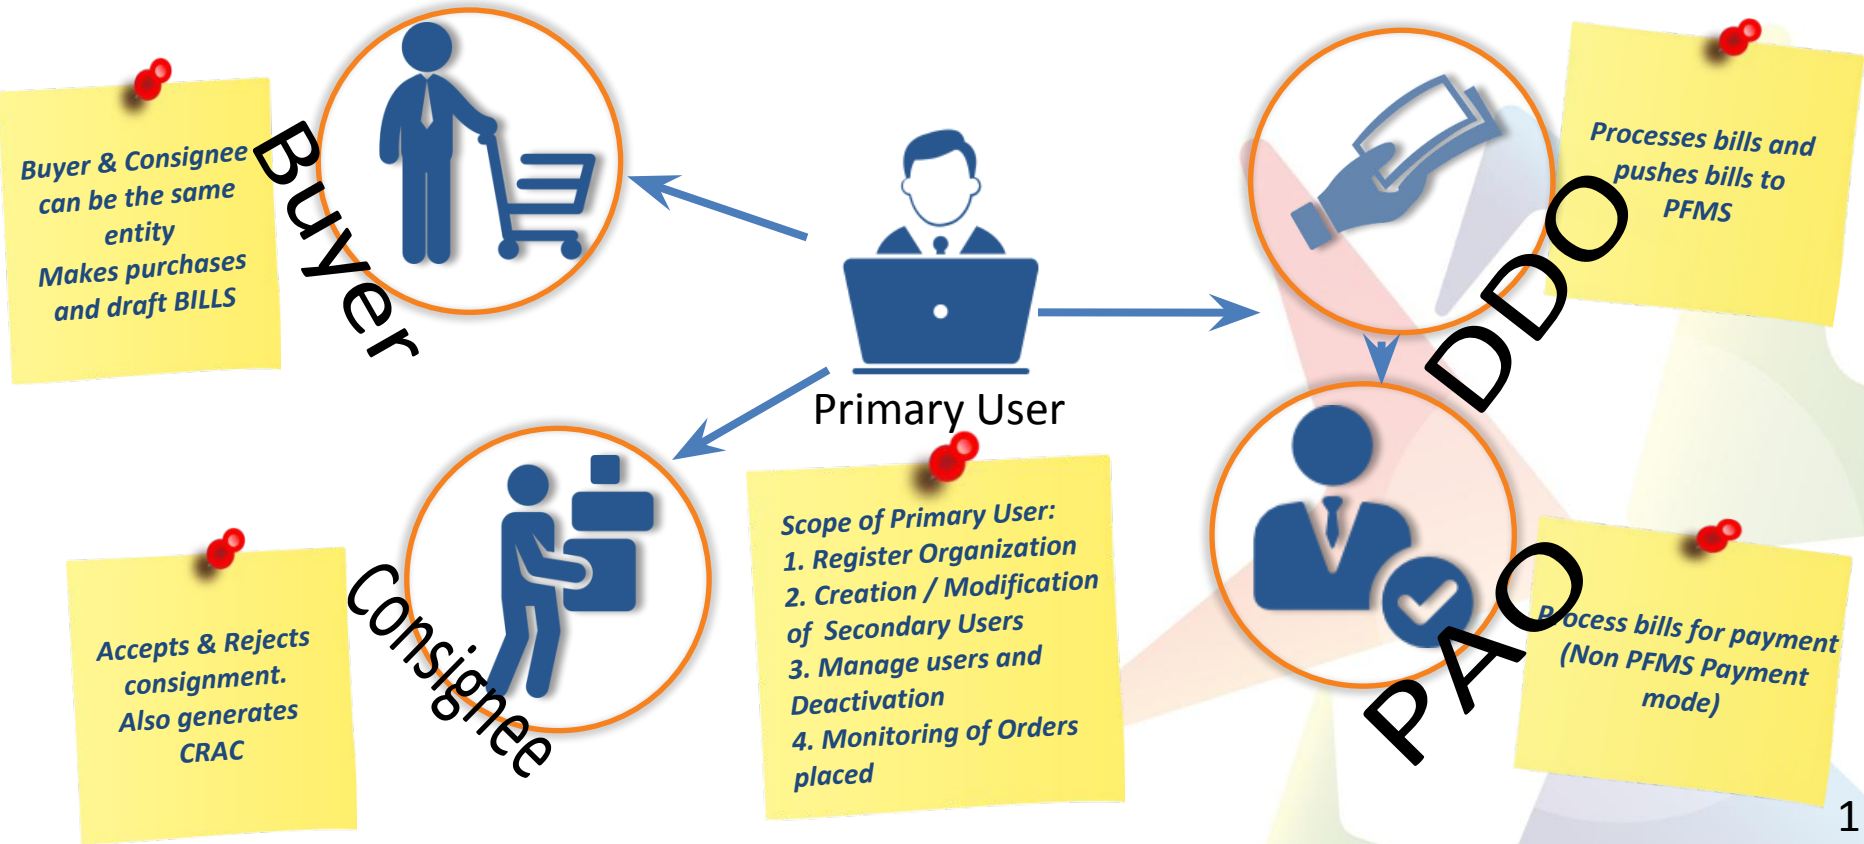 Buyer & Consignee
can be the same
entity
Makes purchases
and draft BILLS
Buyer
Primary User
Processes bills and
pushes bills to
PFMS
DDO
Accepts & Rejects
consignment.
Also generates
CRAC
Consignee
Scope of Primary User:
1. Register Organization
2. Creation / Modification
of Secondary Users
3. Manage users and
Deactivation
4. Monitoring of Orders
placed
PAO
Process bills for payment
(Non PFMS Payment
mode)
1